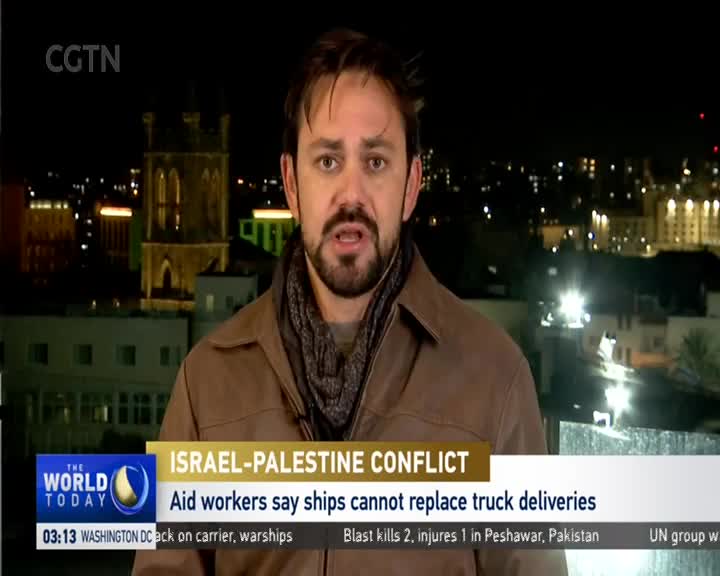 CGTN
ISRAEL-PALESTINE CONFLICT
THE
WORLD
TODAY
Aid workers say ships cannot replace truck deliveries
03:13 WASHINGTON DC
ack on carrier, warships Blast kills 2, injures 1 in Peshawar, Pakistan UN group w